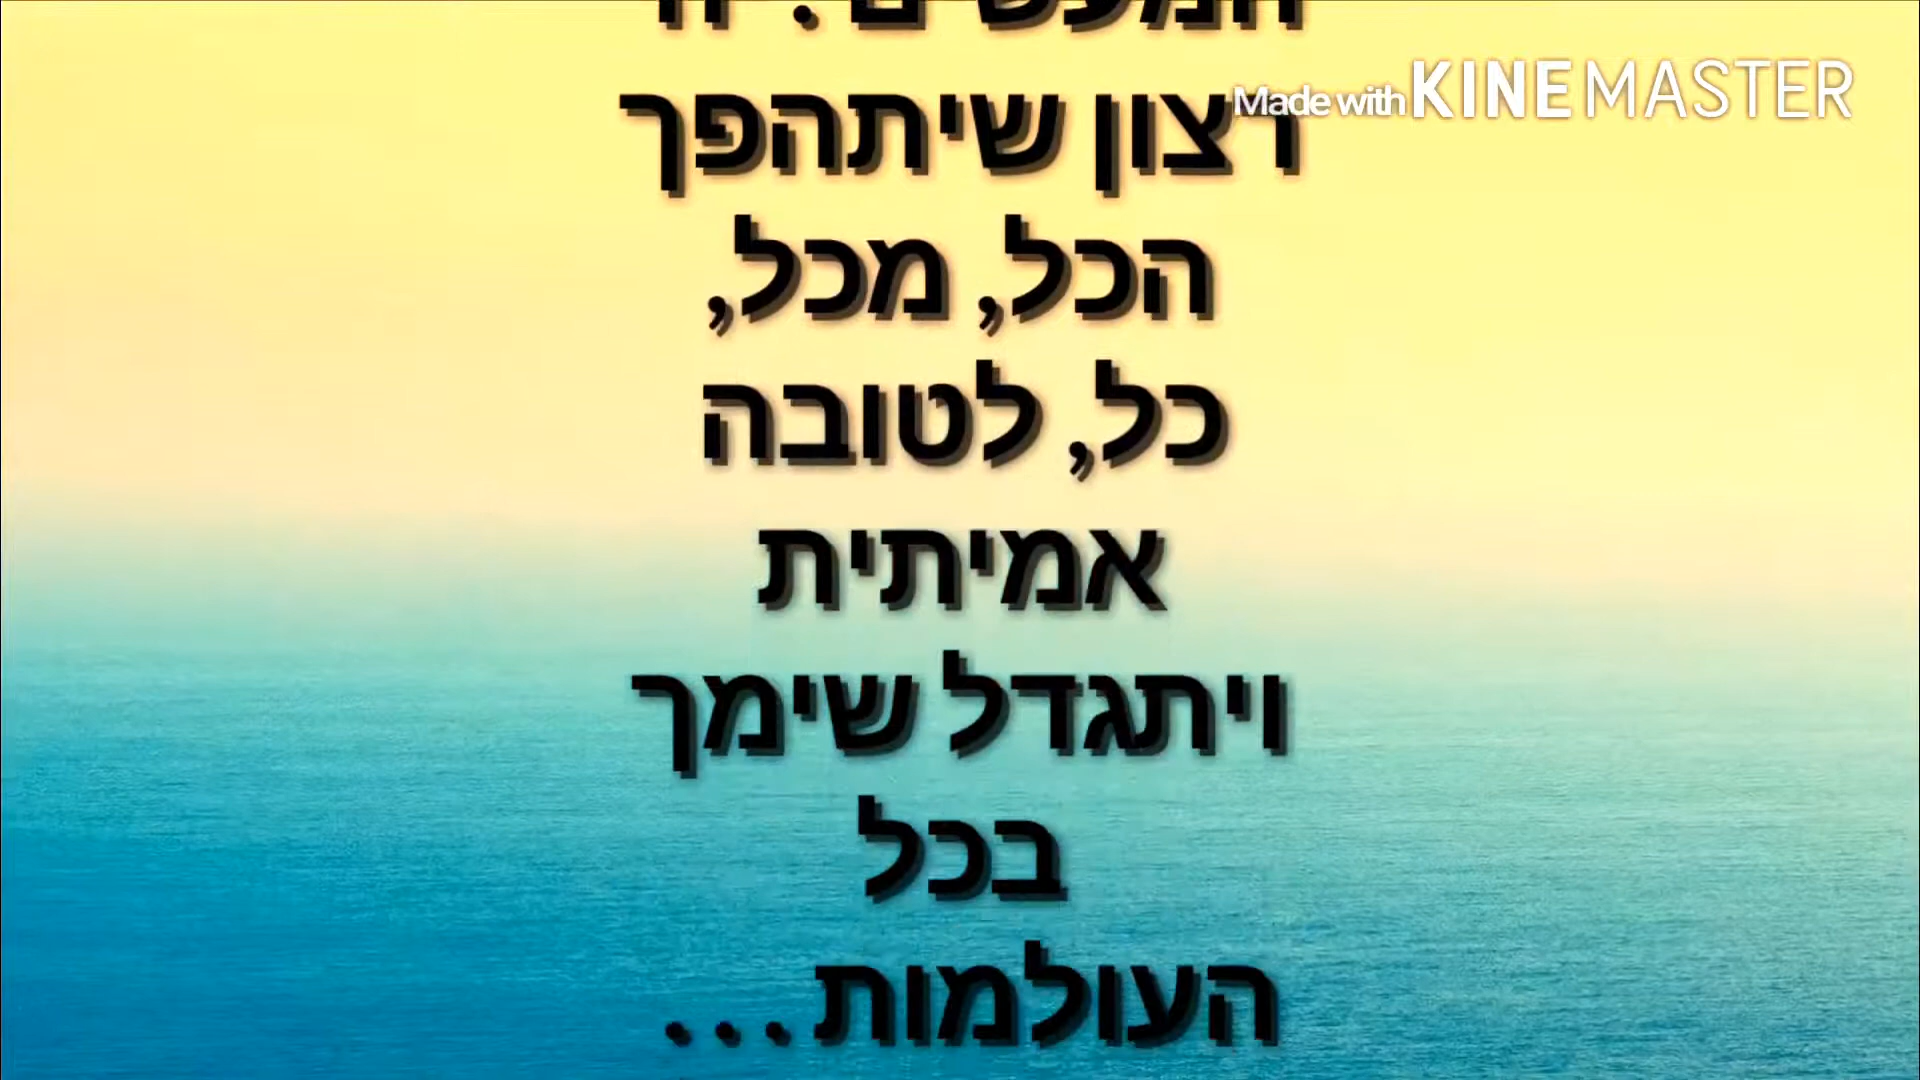 Made with KINEMASTER
רצון שיתהפך
הכל, מכל,
כל, לטובה
אמיתית
ויתגדל שימך
בכל
העולמות...